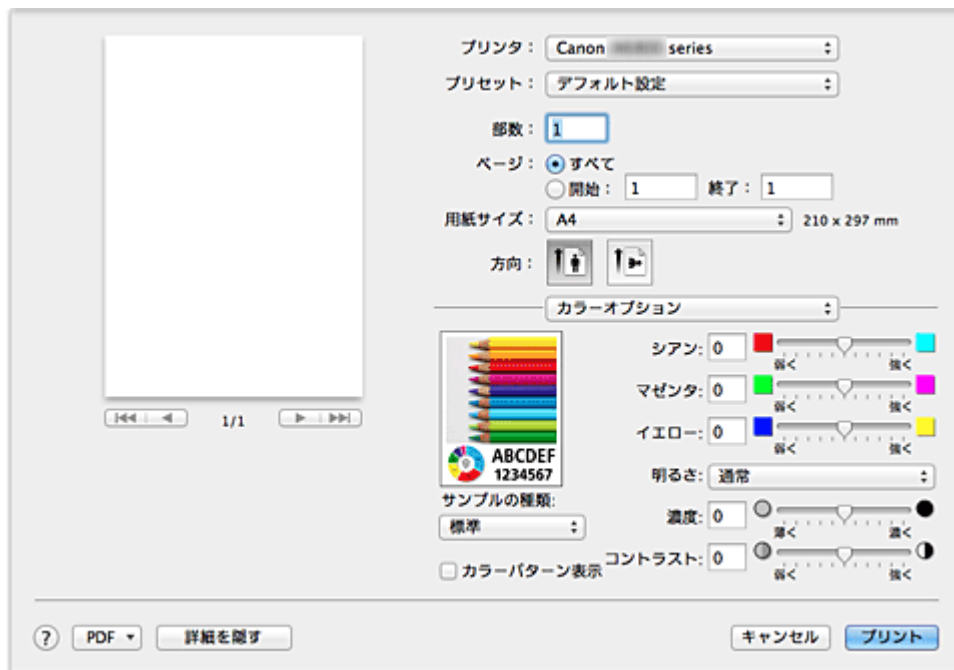 プリンタ： Canon series
プリセット： デフォルト設定
部数： 1
ページ： すべて
開始： 1 終了： 1
用紙サイズ： A4 210 x 297 mm
方向：
カラーオプション
シアン: 0
弱く 強く
マゼンタ: 0
弱く 強く
イエロー: 0
弱く 強く
明るさ: 通常
濃度: 0
薄く 濃く
コントラスト: 0
弱く 強く
ABCDEF
1234567
サンプルの種類:
標準
カラーパターン表示
1/1
? PDF 詳細を隠す キャンセル プリント